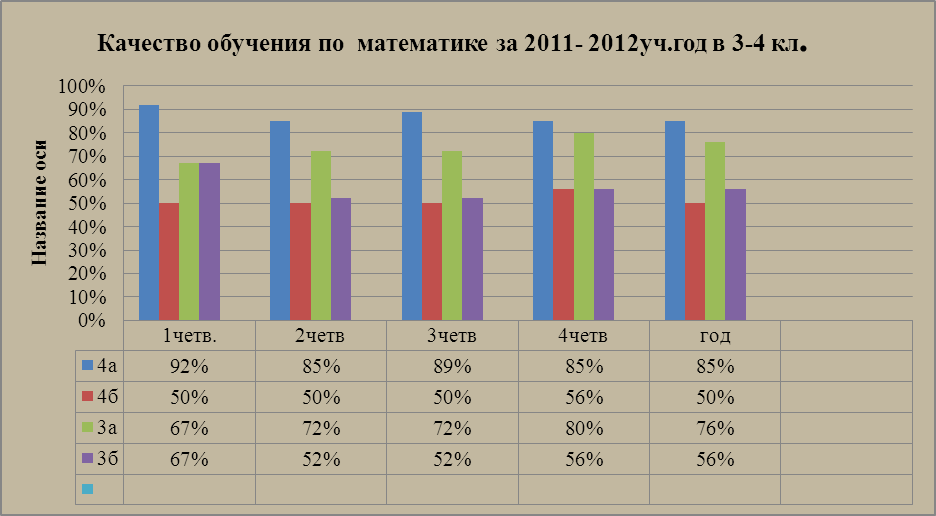 Качество обучения по  математике за 2011- 2012уч.год в 3-4 кл.
Название оси
100%
90%
80%
70%
60%
50%
40%
30%
20%
10%
0%
1четв. 2четв 3четв 4четв год
4а 92% 85% 89% 85% 85%
4б 50% 50% 50% 56% 50%
3а 67% 72% 72% 80% 76%
3б 67% 52% 52% 56% 56%